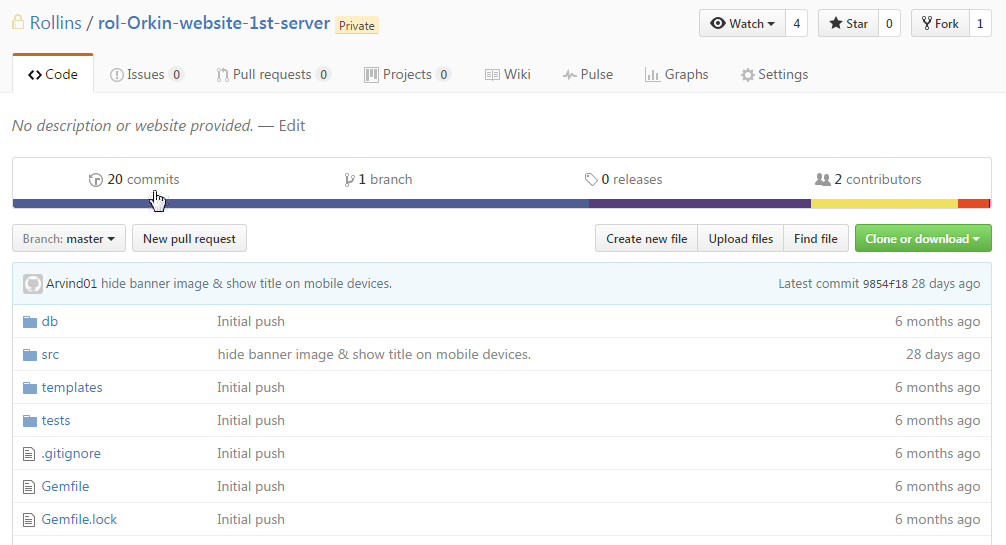 Rollins / rol-Orkin-website-1st-server Private Watch 4 Star 0 Fork 1
Code Issues 0 Pull requests 0 Projects 0 Wiki Pulse Graphs Settings
No description or website provided. — Edit
20 commits 1 branch 0 releases 2 contributors
Branch: master New pull request Create new file Upload files Find file Clone or download
Arvind01 hide banner image & show title on mobile devices. Latest commit 9854f18 28 days ago
db Initial push 6 months ago
src hide banner image & show title on mobile devices. 28 days ago
templates Initial push 6 months ago
tests Initial push 6 months ago
.gitignore Initial push 6 months ago
Gemfile Initial push 6 months ago
Gemfile.lock Initial push 6 months ago